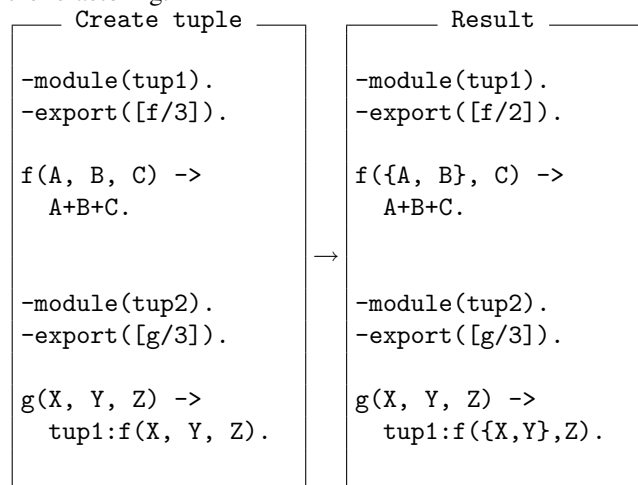 Create tuple
-module(tup1).
-export([f/3]).
f(A, B, C) ->
A+B+C.
-module(tup2).
-export([g/3]).
g(X, Y, Z) ->
tup1:f(X, Y, Z).
→
Result
-module(tup1).
-export([f/2]).
f({A, B}, C) ->
A+B+C.
-module(tup2).
-export([g/3]).
g(X, Y, Z) ->
tup1:f({X,Y},Z).